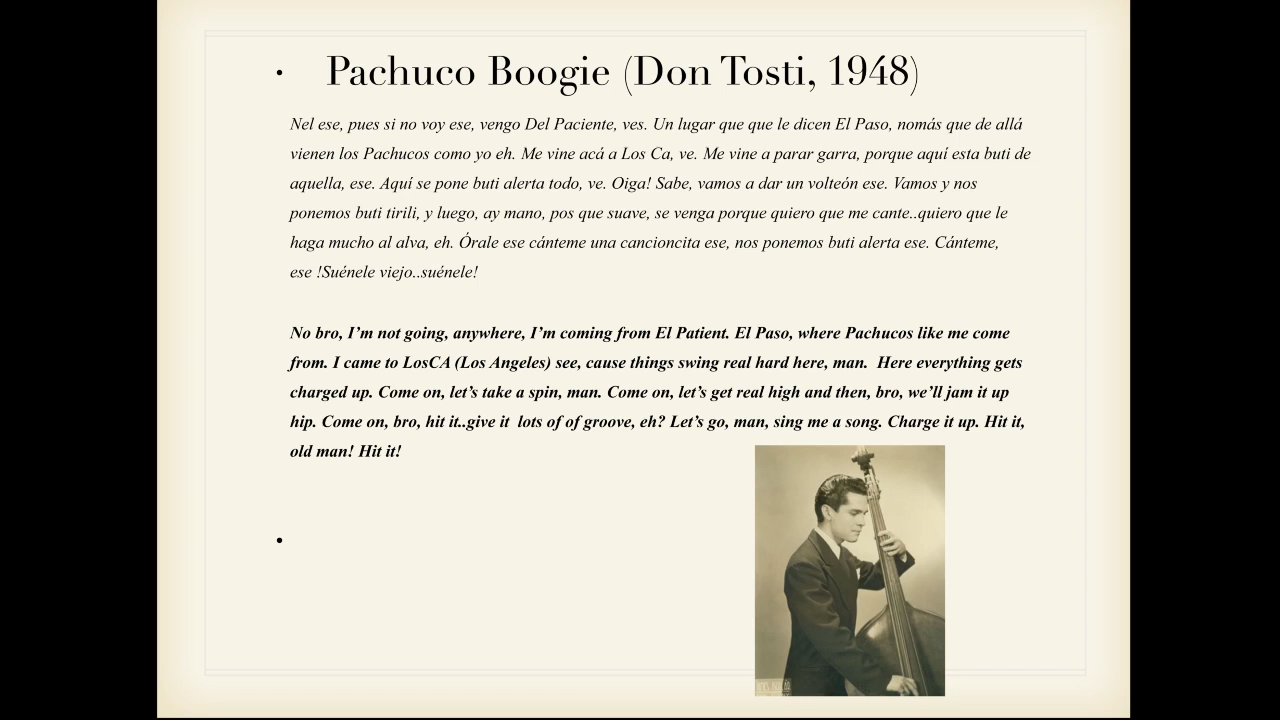 • Pachuco Boogie (Don Tosti, 1948)
Nel ese, pues si no voy ese, vengo Del Paciente, ves. Un lugar que que le dicen El Paso, nomás que de allá
vienen los Pachucos como yo eh. Me vine acá a Los Ca, ve. Me vine a parar garra, porque aquí esta buti de
aquella, ese. Aquí se pone buti alerta todo, ve. Oiga! Sabe, vamos a dar un volteón ese. Vamos y nos
ponemos buti tirili, y luego, ay mano, pos que suave, se venga porque quiero que me cante..quiero que le
haga mucho al alva, eh. Órale ese cánteme una cancioncita ese, nos ponemos buti alerta ese. Cánteme,
ese !Suénele viejo..suénele!
No bro, I’m not going, anywhere, I’m coming from El Patient. El Paso, where Pachucos like me come
from. I came to LosCA (Los Angeles) see, cause things swing real hard here, man.  Here everything gets
charged up. Come on, let’s take a spin, man. Come on, let’s get real high and then, bro, we’ll jam it up
hip. Come on, bro, hit it..give it  lots of of groove, eh? Let’s go, man, sing me a song. Charge it up. Hit it,
old man! Hit it!
•